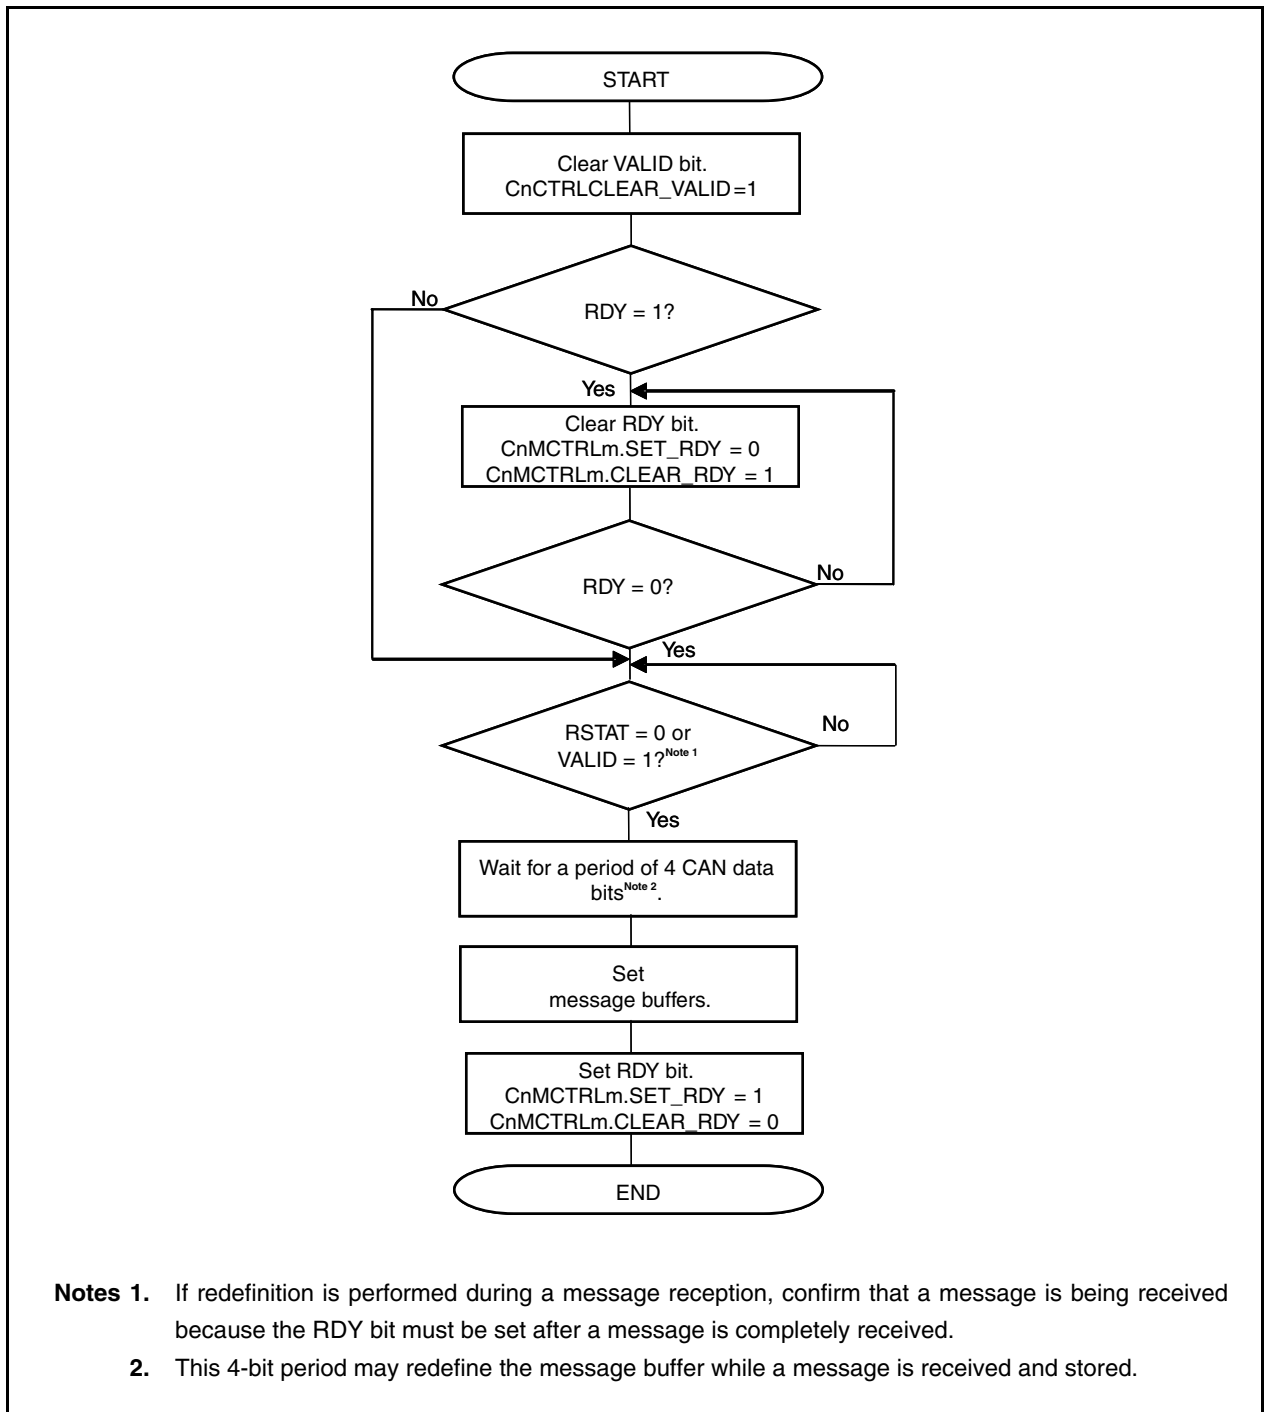 START
Clear VALID bit.
CnCTRLCLEAR_VALID=1
No
RDY = 1?
Yes
Clear RDY bit.
CnMCTRLm.SET_RDY = 0
CnMCTRLm.CLEAR_RDY = 1
RDY = 0?
No
Yes
RSTAT = 0 or
VALID = 1?Note 1
No
Yes
Wait for a period of 4 CAN data
bitsNote 2.
Set
message buffers.
Set RDY bit.
CnMCTRLm.SET_RDY = 1
CnMCTRLm.CLEAR_RDY = 0
END
Notes 1. If redefinition is performed during a message reception, confirm that a message is being received
because the RDY bit must be set after a message is completely received.
2. This 4-bit period may redefine the message buffer while a message is received and stored.